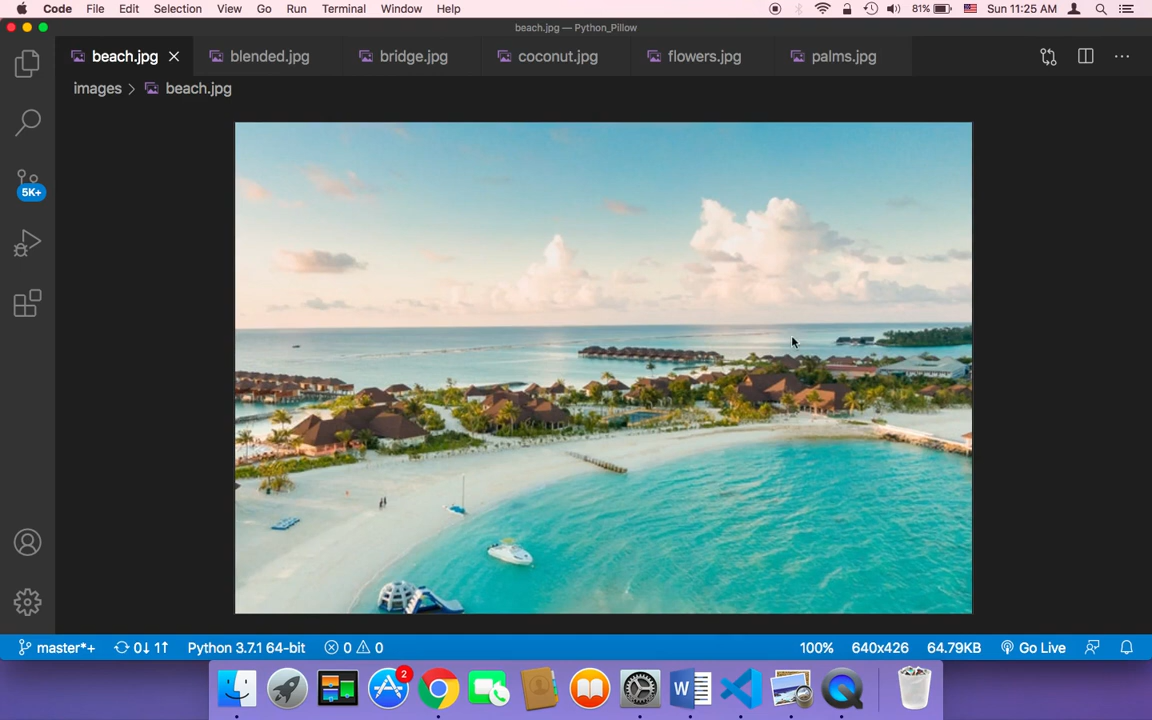 Code File Edit Selection View Go Run Terminal Window Help 81% Sun 11:25 AM
beach.jpg — Python_Pillow
beach.jpg blended.jpg bridge.jpg coconut.jpg flowers.jpg palms.jpg
images > beach.jpg
5K+
master*+ 0↓ 1↑ Python 3.7.1 64-bit 0 0 100% 640x426 64.79KB Go Live
2
W